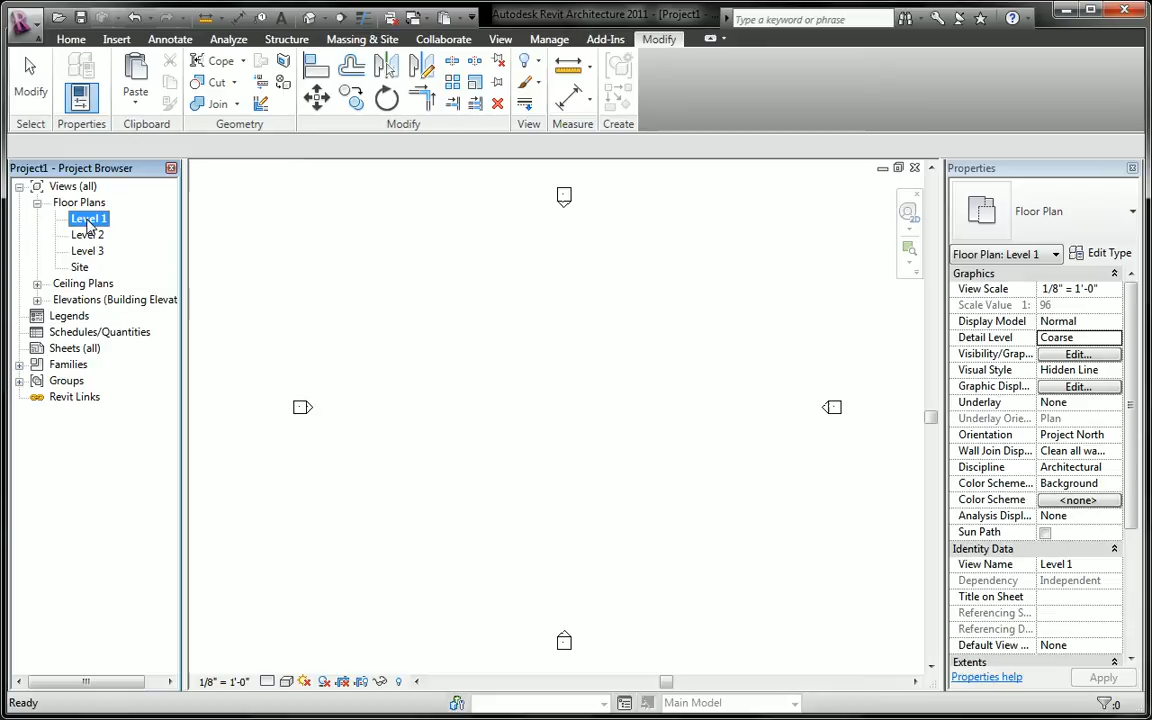 Autodesk Revit Architecture 2011 - [Project1 - ...
Type a keyword or phrase
Home Insert Annotate Analyze Structure Massing & Site Collaborate View Manage Add-Ins Modify
Modify Paste Cope Cut Join
Select Properties Clipboard Geometry Modify View Measure Create
Project1 - Project Browser
Views (all)
Floor Plans
Level 1
Level 2
Level 3
Site
Ceiling Plans
Elevations (Building Elevat
Legends
Schedules/Quantities
Sheets (all)
Families
Groups
Revit Links
2D
Properties
Floor Plan
Floor Plan: Level 1 Edit Type
Graphics
View Scale 1/8" = 1'-0"
Scale Value 1: 96
Display Model Normal
Detail Level Coarse
Visibility/Grap... Edit...
Visual Style Hidden Line
Graphic Displ... Edit...
Underlay None
Underlay Orie... Plan
Orientation Project North
Wall Join Disp... Clean all wa...
Discipline Architectural
Color Scheme... Background
Color Scheme <none>
Analysis Displ... None
Sun Path
Identity Data
View Name Level 1
Dependency Independent
Title on Sheet
Referencing S...
Referencing D...
Default View ... None
Extents
Properties help Apply
1/8" = 1'-0"
Ready Main Model :0